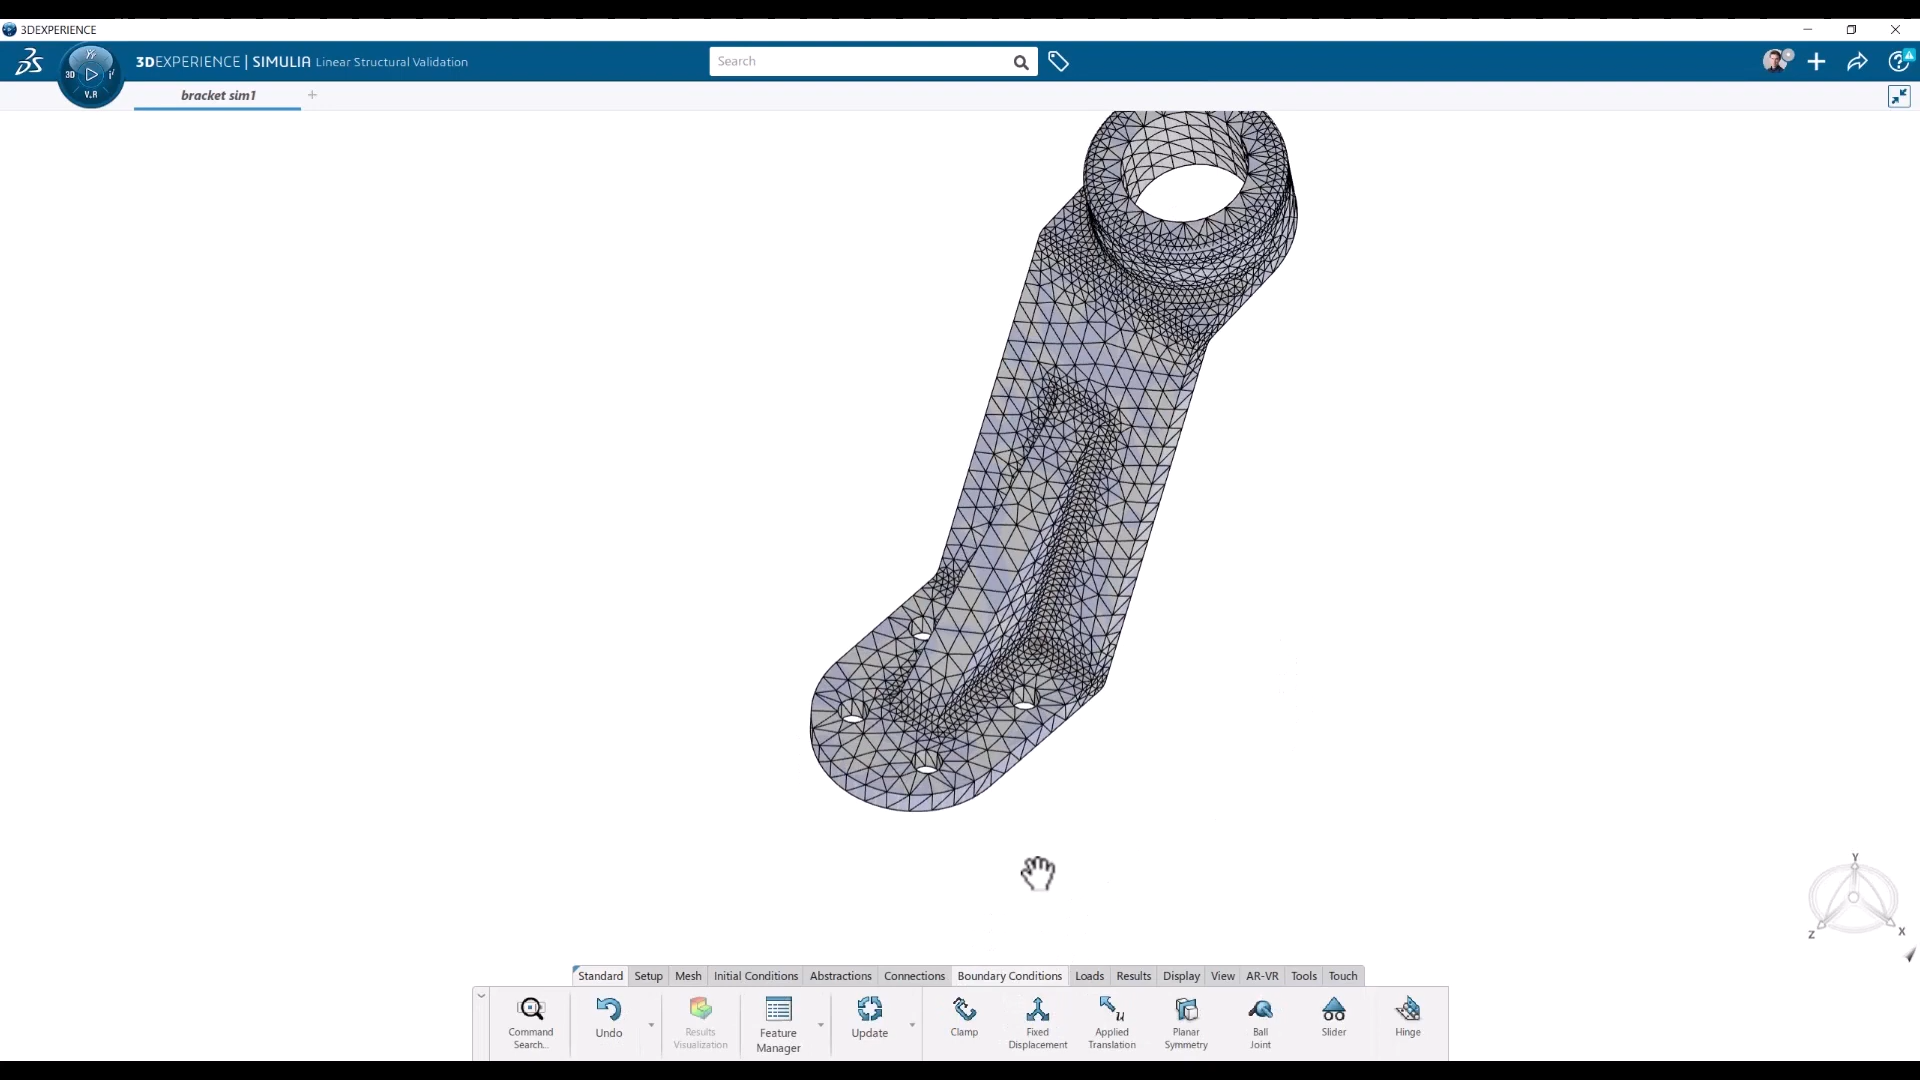 3DEXPERIENCE
3DEXPERIENCE | SIMULIA Linear Structural Validation
Search
3D
V.R
bracket sim1
Y
Z
X
Standard Setup Mesh Initial Conditions Abstractions Connections Boundary Conditions Loads Results Display View AR-VR Tools Touch
Command Search...
Undo
Results Visualization
Feature Manager
Update
Clamp
Fixed Displacement
u
Applied Translation
Planar Symmetry
Ball Joint
Slider
Hinge